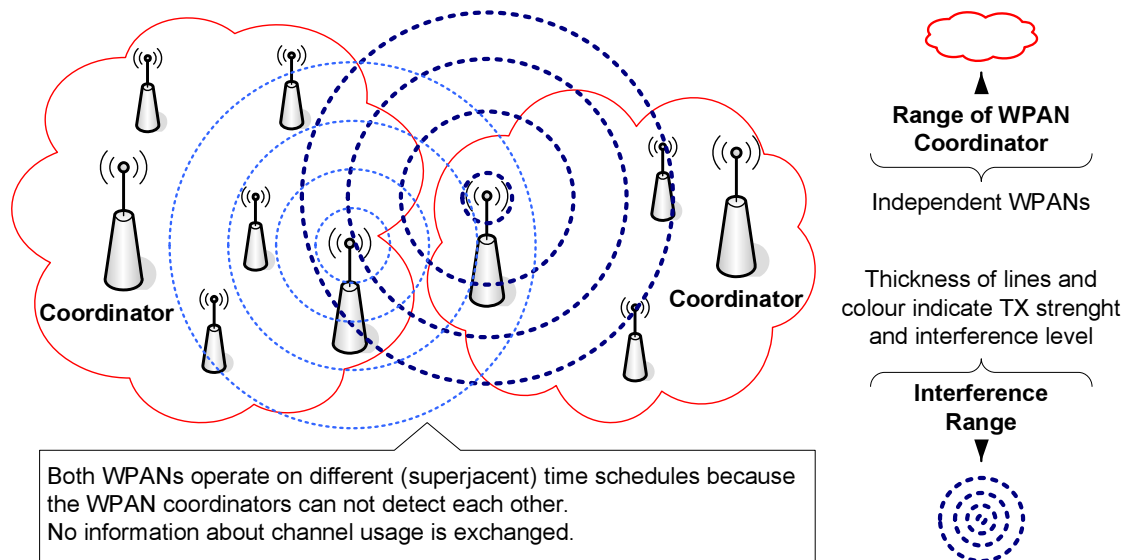 Coordinator
Coordinator
Both WPANs operate on different (superjacent) time schedules because
the WPAN coordinators can not detect each other.
No information about channel usage is exchanged.
Range of WPAN
Coordinator
Independent WPANs
Thickness of lines and
colour indicate TX strenght
and interference level
Interference
Range